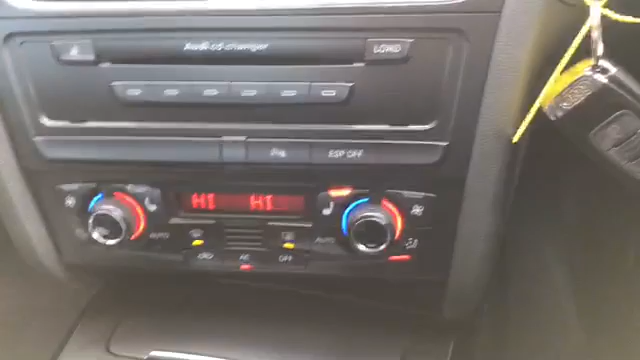 Audi cd changer
LOAD
ESP OFF
HI HI
AUTO
AUTO
AC
OFF